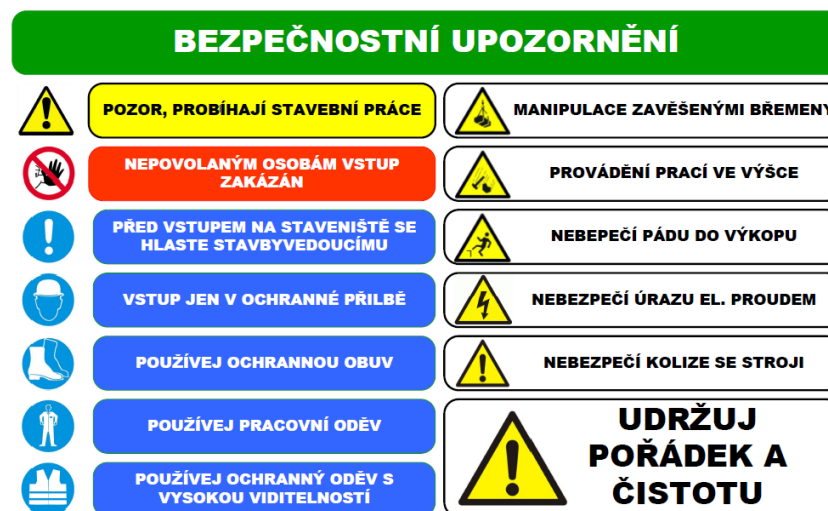 BEZPEČNOSTNÍ UPOZORNĚNÍ
POZOR, PROBÍHAJÍ STAVEBNÍ PRÁCE
NEPOVOLANÝM OSOBÁM VSTUP
ZAKÁZÁN
PŘED VSTUPEM NA STAVENIŠTĚ SE
HLASTE STAVBYVEDOUCÍMU
VSTUP JEN V OCHRANNÉ PŘILBĚ
POUŽÍVEJ OCHRANNOU OBUV
POUŽÍVEJ PRACOVNÍ ODĚV
POUŽÍVEJ OCHRANNÝ ODĚV S
VYSOKOU VIDITELNOSTÍ
MANIPULACE ZAVĚŠENÝMI BŘEMENY
PROVÁDĚNÍ PRACÍ VE VÝŠCE
NEBEPEČÍ PÁDU DO VÝKOPU
NEBEZPEČÍ ÚRAZU EL. PROUDEM
NEBEZPEČÍ KOLIZE SE STROJI
UDRŽUJ
POŘÁDEK A
ČISTOTU